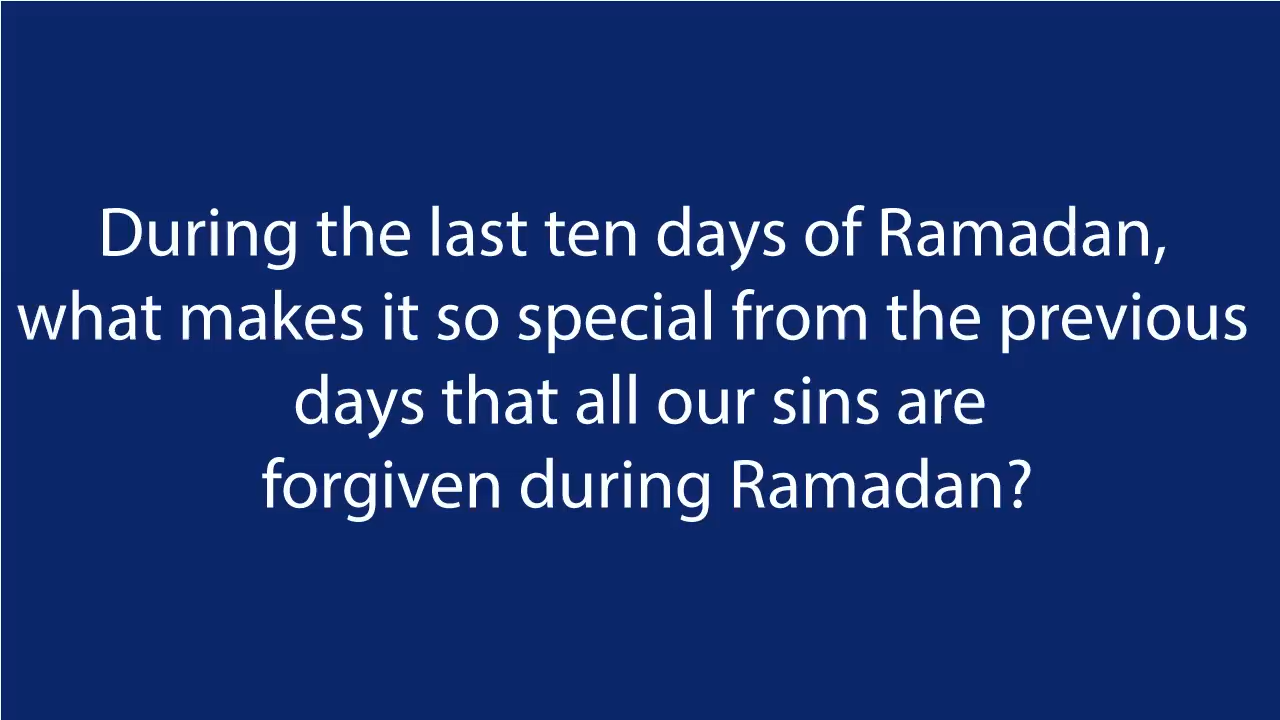 During the last ten days of Ramadan,
what makes it so special from the previous
days that all our sins are
forgiven during Ramadan?